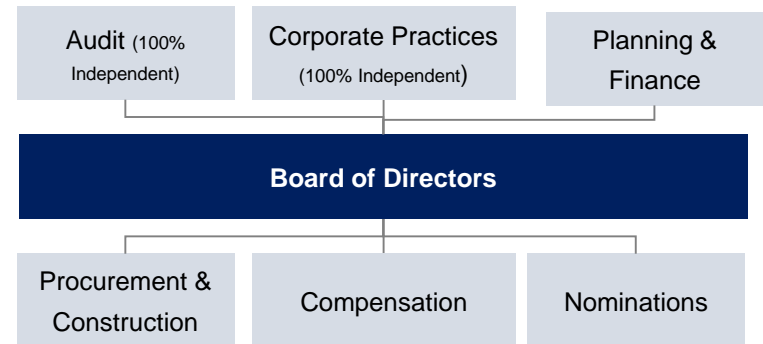 Audit (100%
Independent)
Corporate Practices
(100% Independent)
Planning &
Finance
Board of Directors
Procurement &
Construction
Compensation
Nominations